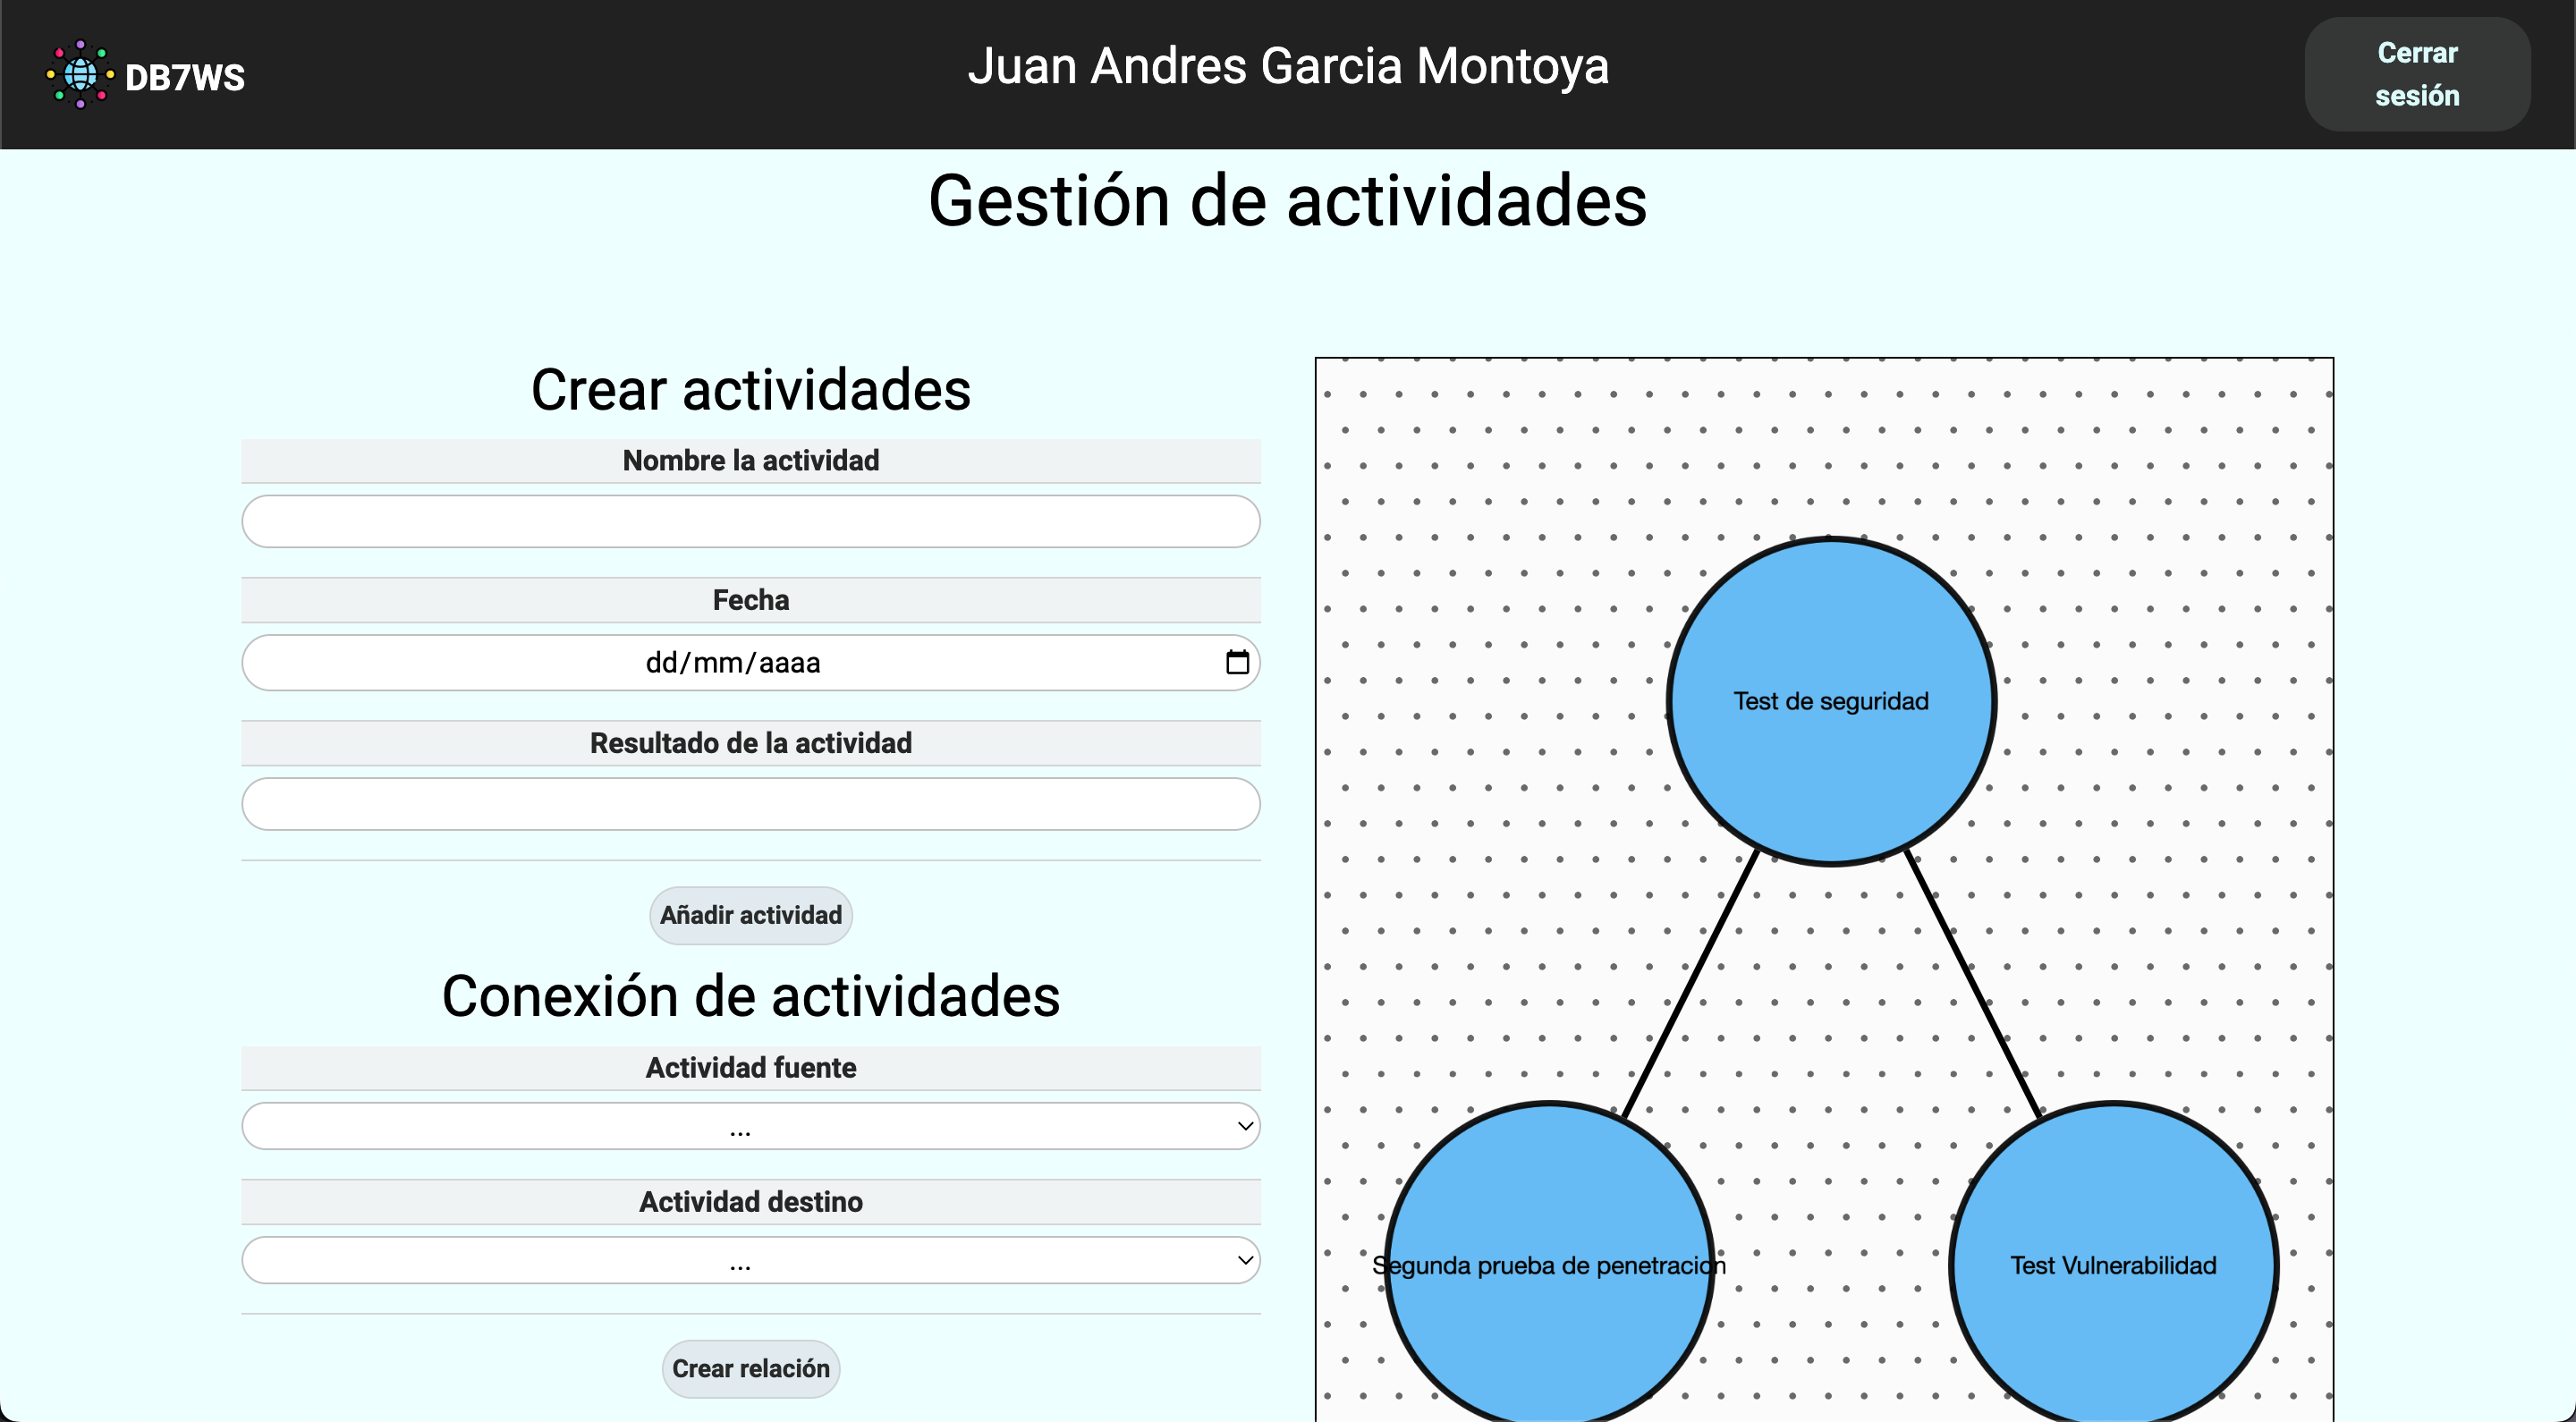 DB7WS
Juan Andres Garcia Montoya
Cerrar
sesión
Gestión de actividades
Crear actividades
Nombre la actividad
Fecha
dd/mm/aaaa
Resultado de la actividad
Añadir actividad
Conexión de actividades
Actividad fuente
...
Actividad destino
...
Crear relación
Test de seguridad
Segunda prueba de penetracion
Test Vulnerabilidad